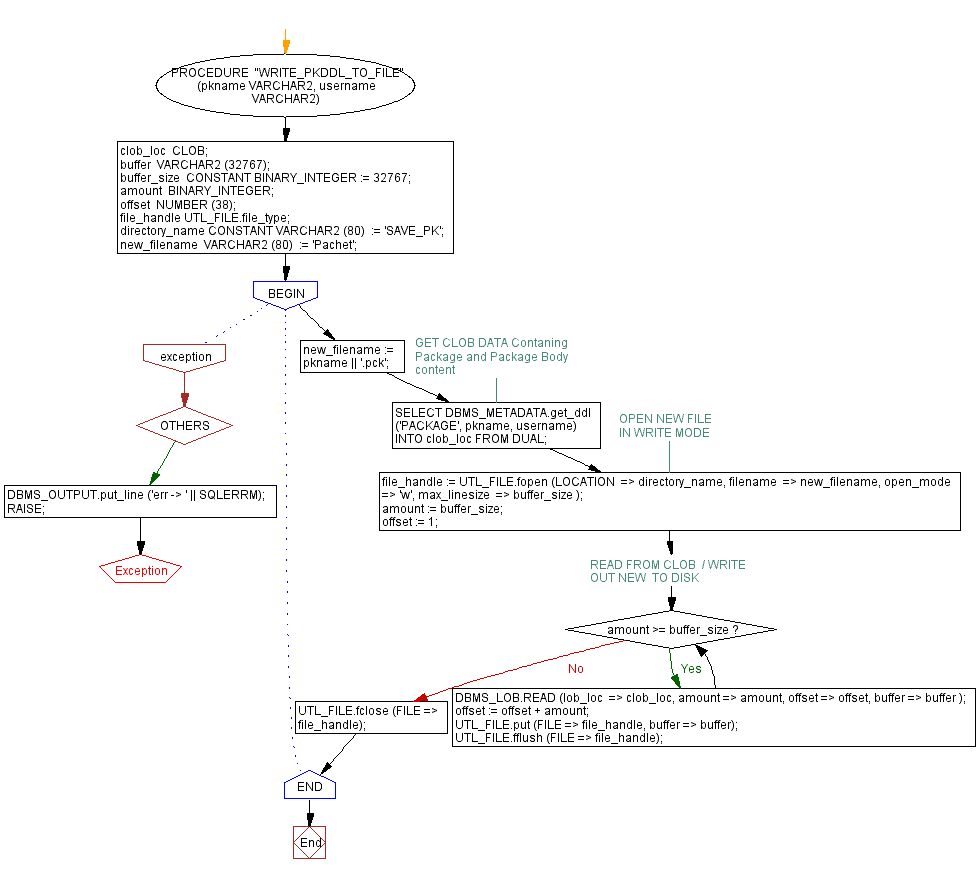 PROCEDURE "WRITE_PKDDL_TO_FILE"
(pkname VARCHAR2, username
VARCHAR2)
clob_loc CLOB;
buffer VARCHAR2 (32767);
buffer_size CONSTANT BINARY_INTEGER := 32767;
amount BINARY_INTEGER;
offset NUMBER (38);
file_handle UTL_FILE.file_type;
directory_name CONSTANT VARCHAR2 (80) := 'SAVE_PK';
new_filename VARCHAR2 (80) := 'Pachet';
BEGIN
exception
OTHERS
DBMS_OUTPUT.put_line ('err -> ' || SQLERRM);
RAISE;
Exception
new_filename :=
pkname || '.pck';
GET CLOB DATA Contaning
Package and Package Body
content
SELECT DBMS_METADATA.get_ddl
('PACKAGE', pkname, username)
INTO clob_loc FROM DUAL;
OPEN NEW FILE
IN WRITE MODE
file_handle := UTL_FILE.fopen (LOCATION => directory_name, filename => new_filename, open_mode
=> 'w', max_linesize => buffer_size );
amount := buffer_size;
offset := 1;
READ FROM CLOB / WRITE
OUT NEW TO DISK
amount >= buffer_size ?
No
Yes
DBMS_LOB.READ (lob_loc => clob_loc, amount => amount, offset => offset, buffer => buffer );
offset := offset + amount;
UTL_FILE.put (FILE => file_handle, buffer => buffer);
UTL_FILE.fflush (FILE => file_handle);
UTL_FILE.fclose (FILE =>
file_handle);
END
End